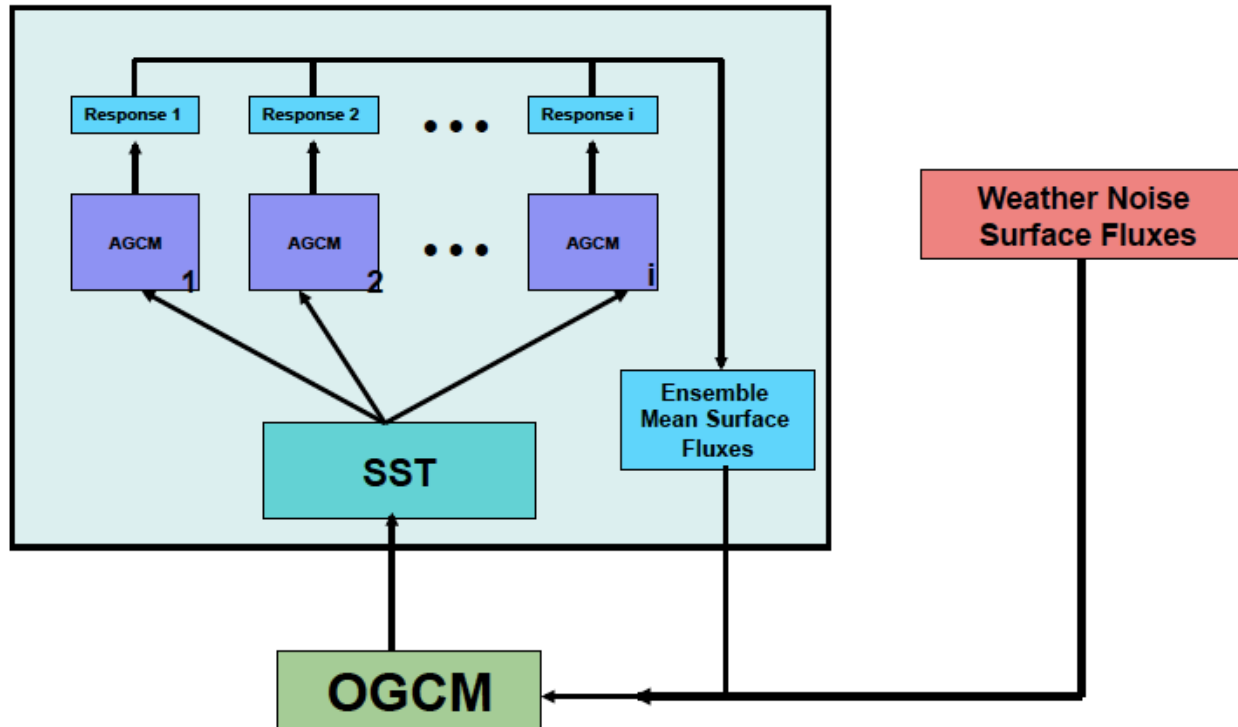 Response 1
Response 2
Response i
AGCM
1
AGCM
2
AGCM
i
Weather Noise
Surface Fluxes
Ensemble
Mean Surface
Fluxes
SST
OGCM